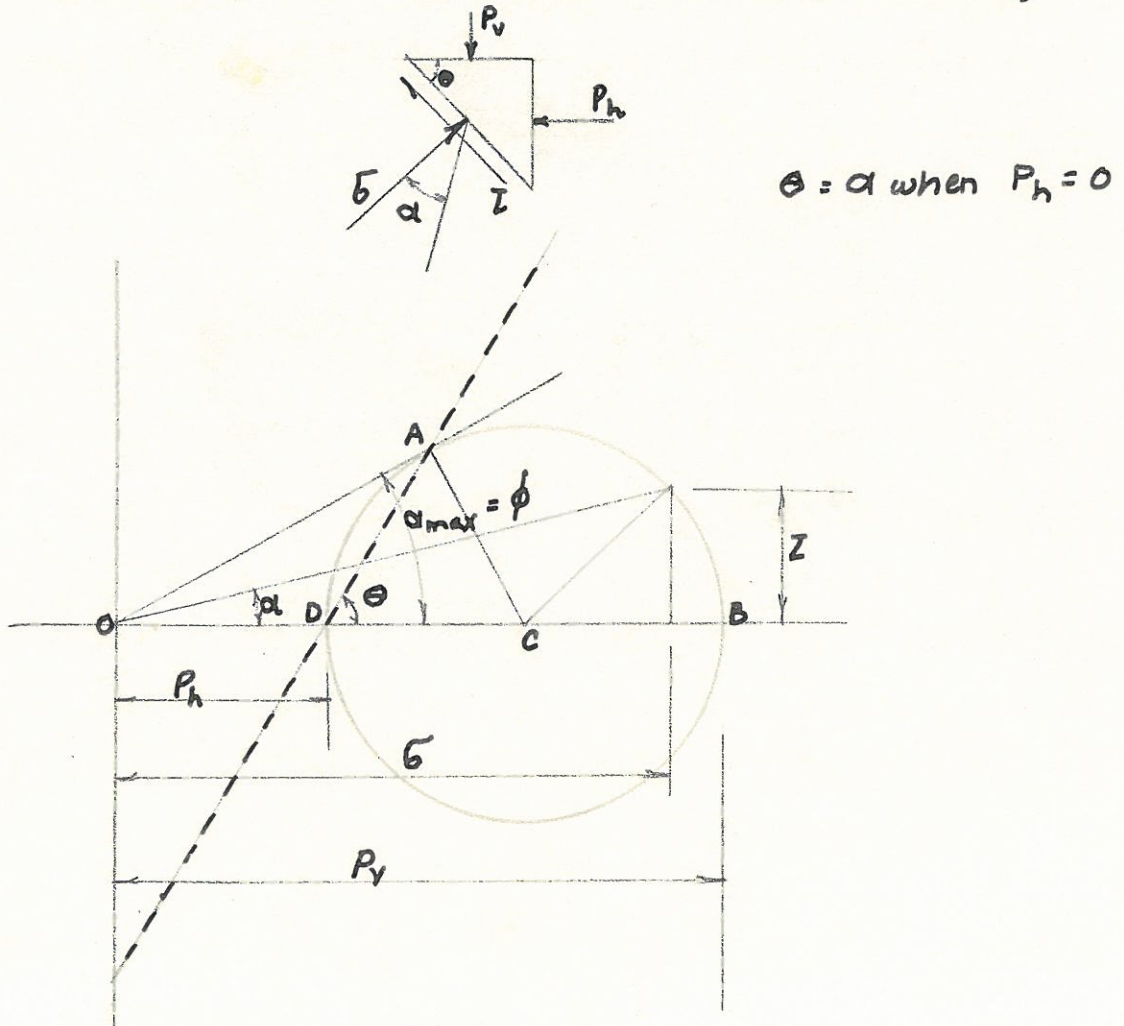 Pv
θ
Ph
σ
α
τ
θ = α when Ph = 0
A
αmax = φ
τ
α
θ
O
D
C
B
Ph
σ
Pv